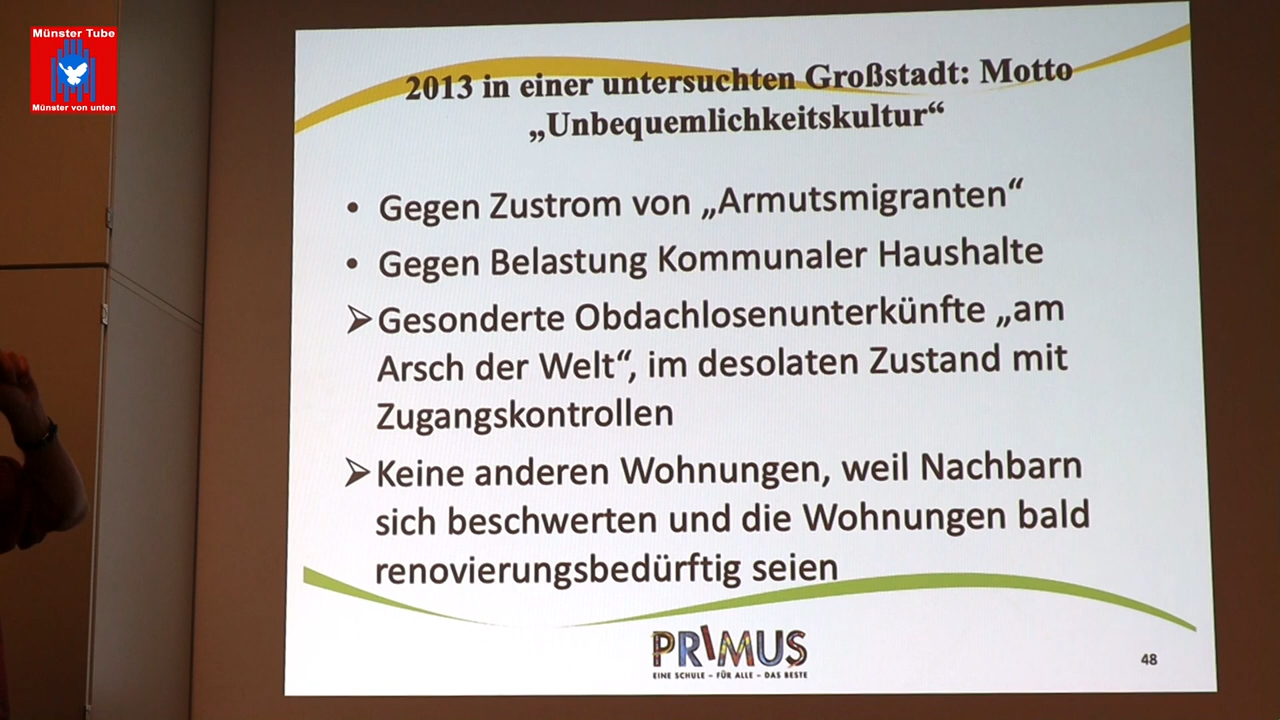 Münster Tube
Münster von unten
2013 in einer untersuchten Großstadt: Motto
„Unbequemlichkeitskultur“
• Gegen Zustrom von „Armutsmigranten“
• Gegen Belastung Kommunaler Haushalte
➢ Gesonderte Obdachlosenunterkünfte „am
Arsch der Welt“, im desolaten Zustand mit
Zugangskontrollen
➢ Keine anderen Wohnungen, weil Nachbarn
sich beschwerten und die Wohnungen bald
renovierungsbedürftig seien
PRIMUS
EINE SCHULE – FÜR ALLE – DAS BESTE
48